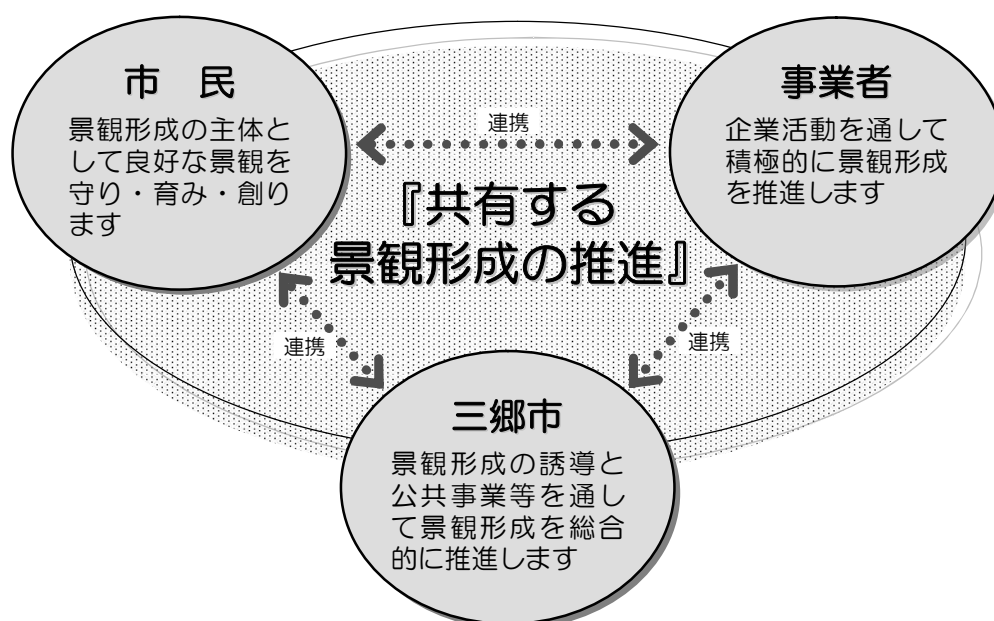 市　民
景観形成の主体と
して良好な景観を
守り・育み・創り
ます
連携
事業者
企業活動を通して
積極的に景観形成
を推進します
『共有する
景観形成の推進』
連携
連携
三郷市
景観形成の誘導と
公共事業等を通し
て景観形成を総合
的に推進します